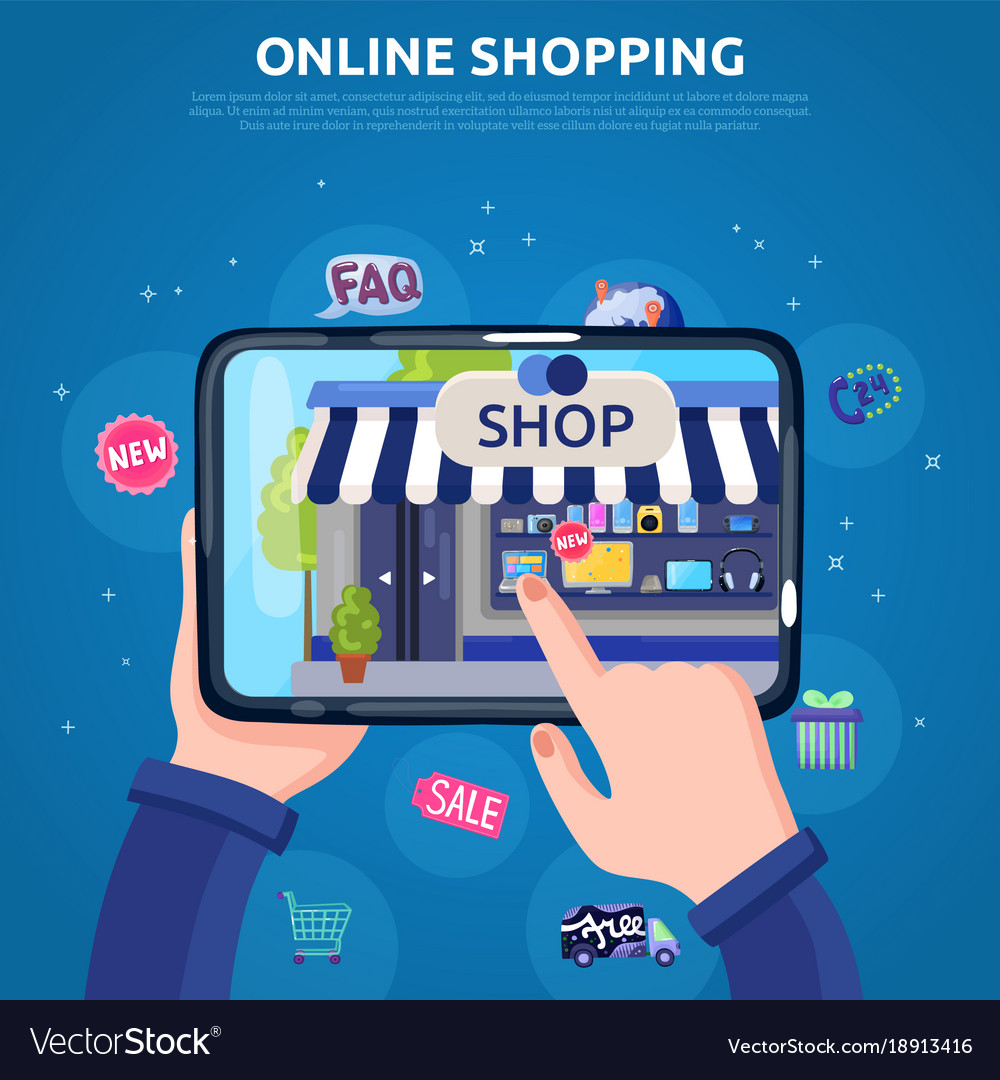 ONLINE SHOPPING
Lorem ipsum dolor sit amet, consectetur adipiscing elit, sed do eiusmod tempor incididunt ut labore et dolore magna
aliqua. Ut enim ad minim veniam, quis nostrud exercitation ullamco laboris nisi ut aliquip ex ea commodo consequat.
Duis aute irure dolor in reprehenderit in voluptate velit esse cillum dolore eu fugiat nulla pariatur.
FAQ
24
SHOP
NEW
NEW
SALE
Free
VectorStock®
VectorStock.com/18913416